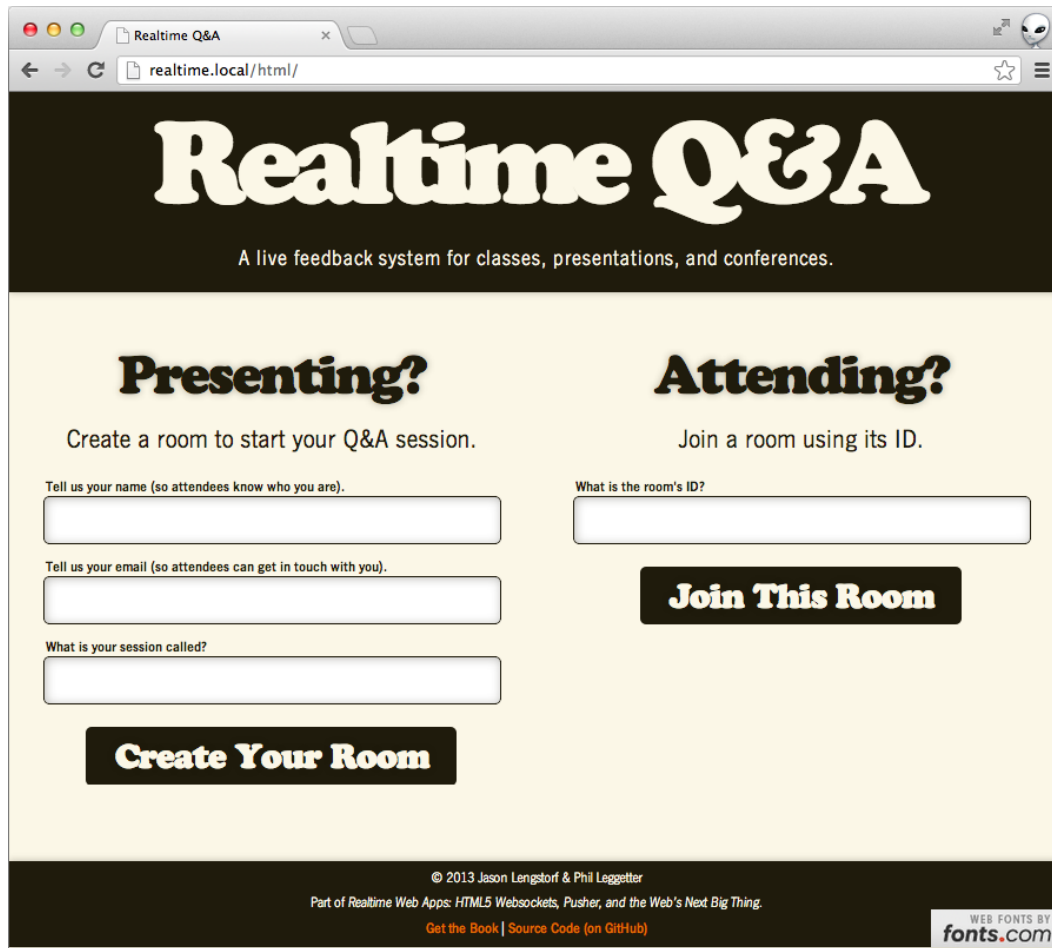 Realtime Q&A
realtime.local/html/
Realtime Q&A
A live feedback system for classes, presentations, and conferences.
Presenting?
Create a room to start your Q&A session.
Tell us your name (so attendees know who you are).
Tell us your email (so attendees can get in touch with you).
What is your session called?
Create Your Room
Attending?
Join a room using its ID.
What is the room's ID?
Join This Room
© 2013 Jason Lengstorf & Phil Leggetter
Part of Realtime Web Apps: HTML5 Websockets, Pusher, and the Web's Next Big Thing.
Get the Book | Source Code (on GitHub)
WEB FONTS BY
fonts.com